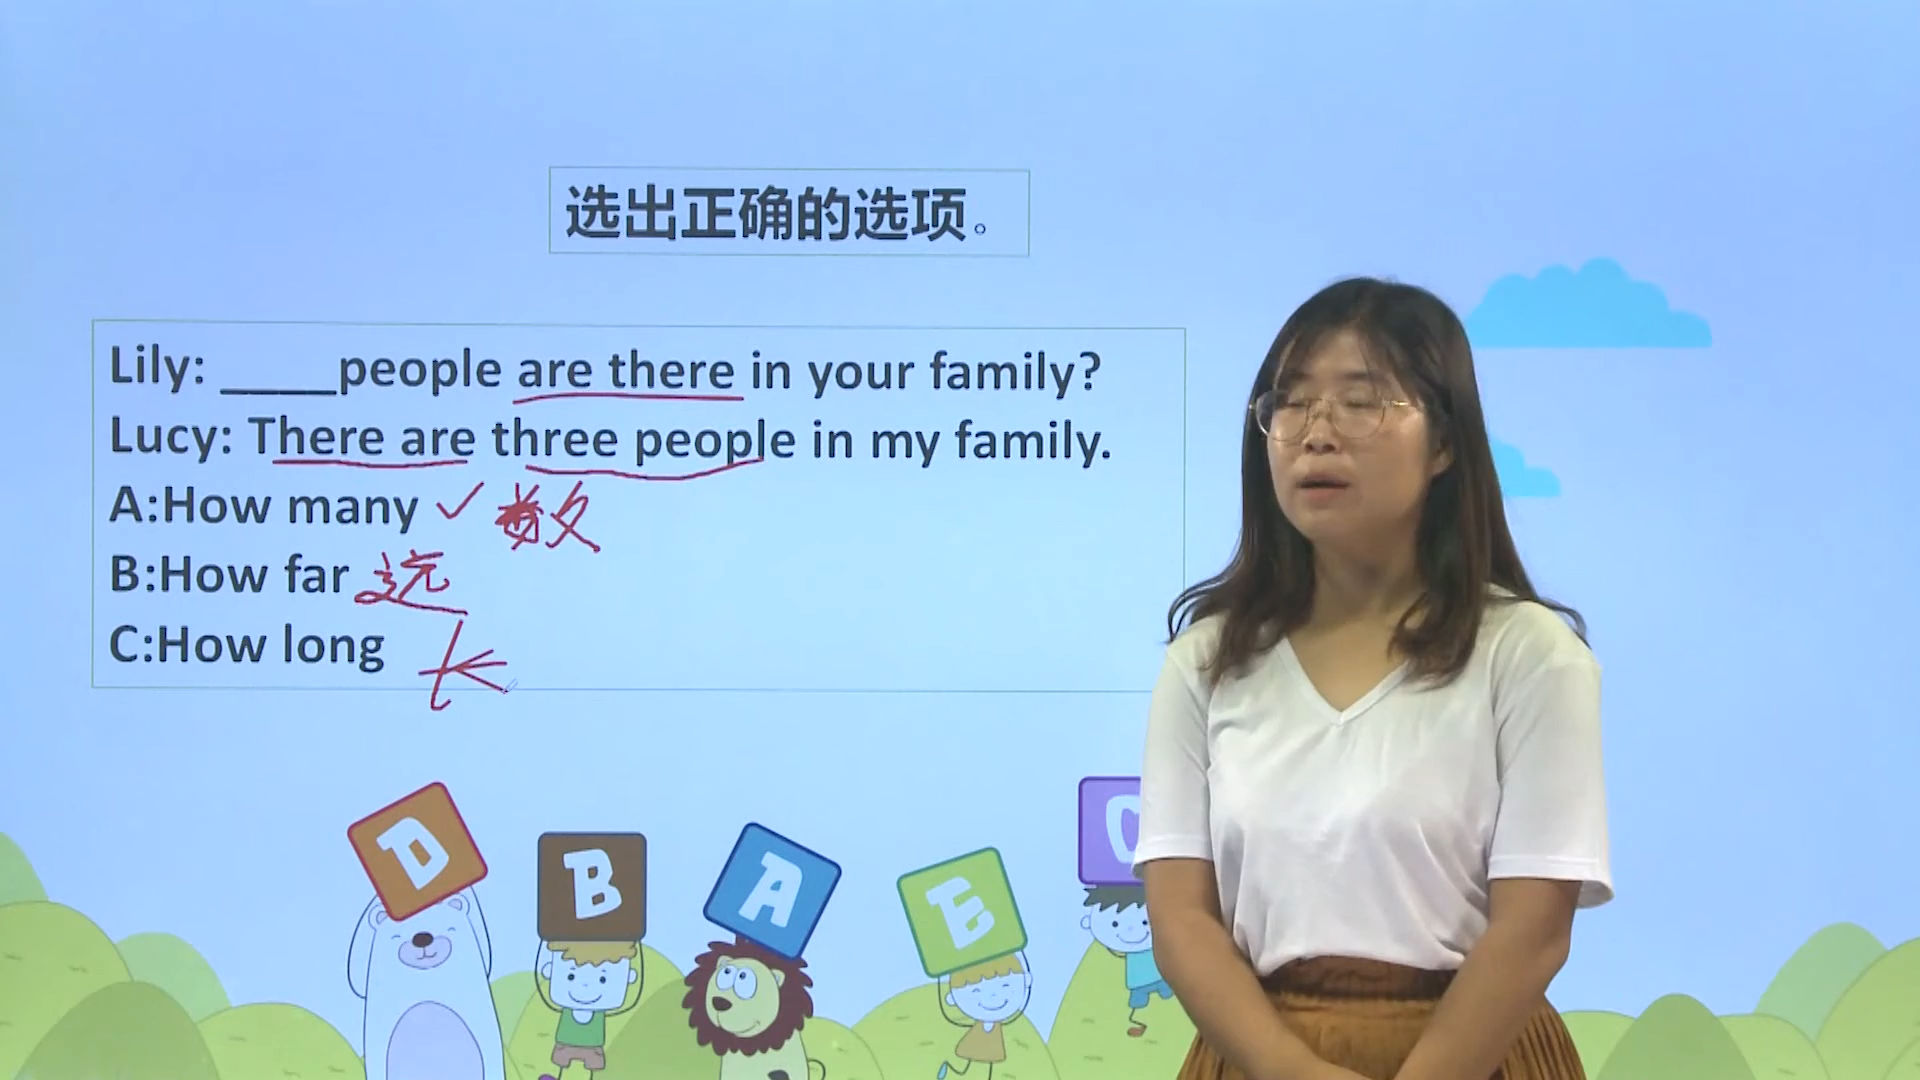 选出正确的选项。
Lily: ____people are there in your family?
Lucy: There are three people in my family.
A:How many ✓ 数
B:How far 远
C:How long 长
D
B
A
E
C